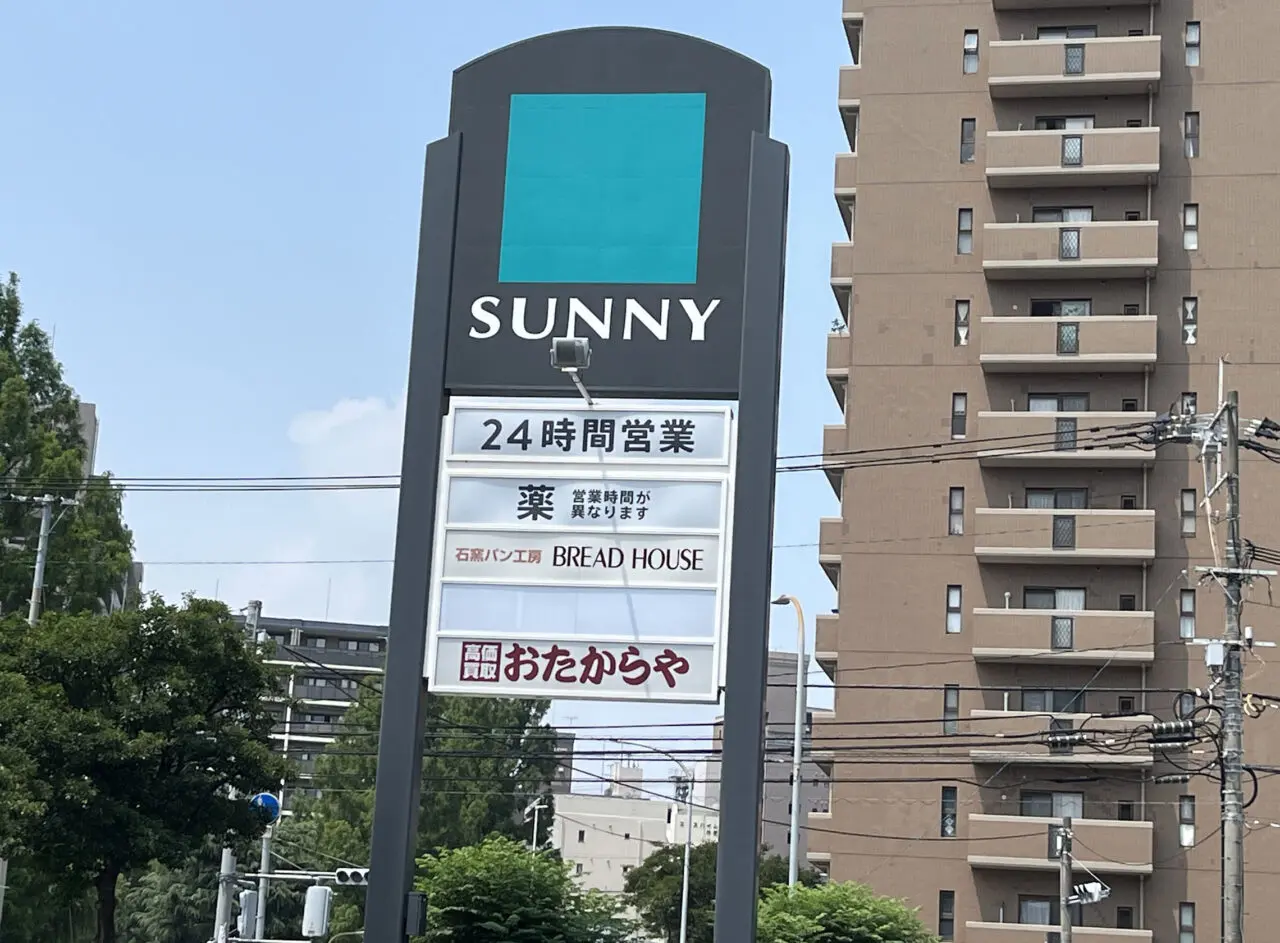 SUNNY
24時間営業
薬 営業時間が
異なります
石窯パン工房 BREAD HOUSE
高価
買取 おたからや